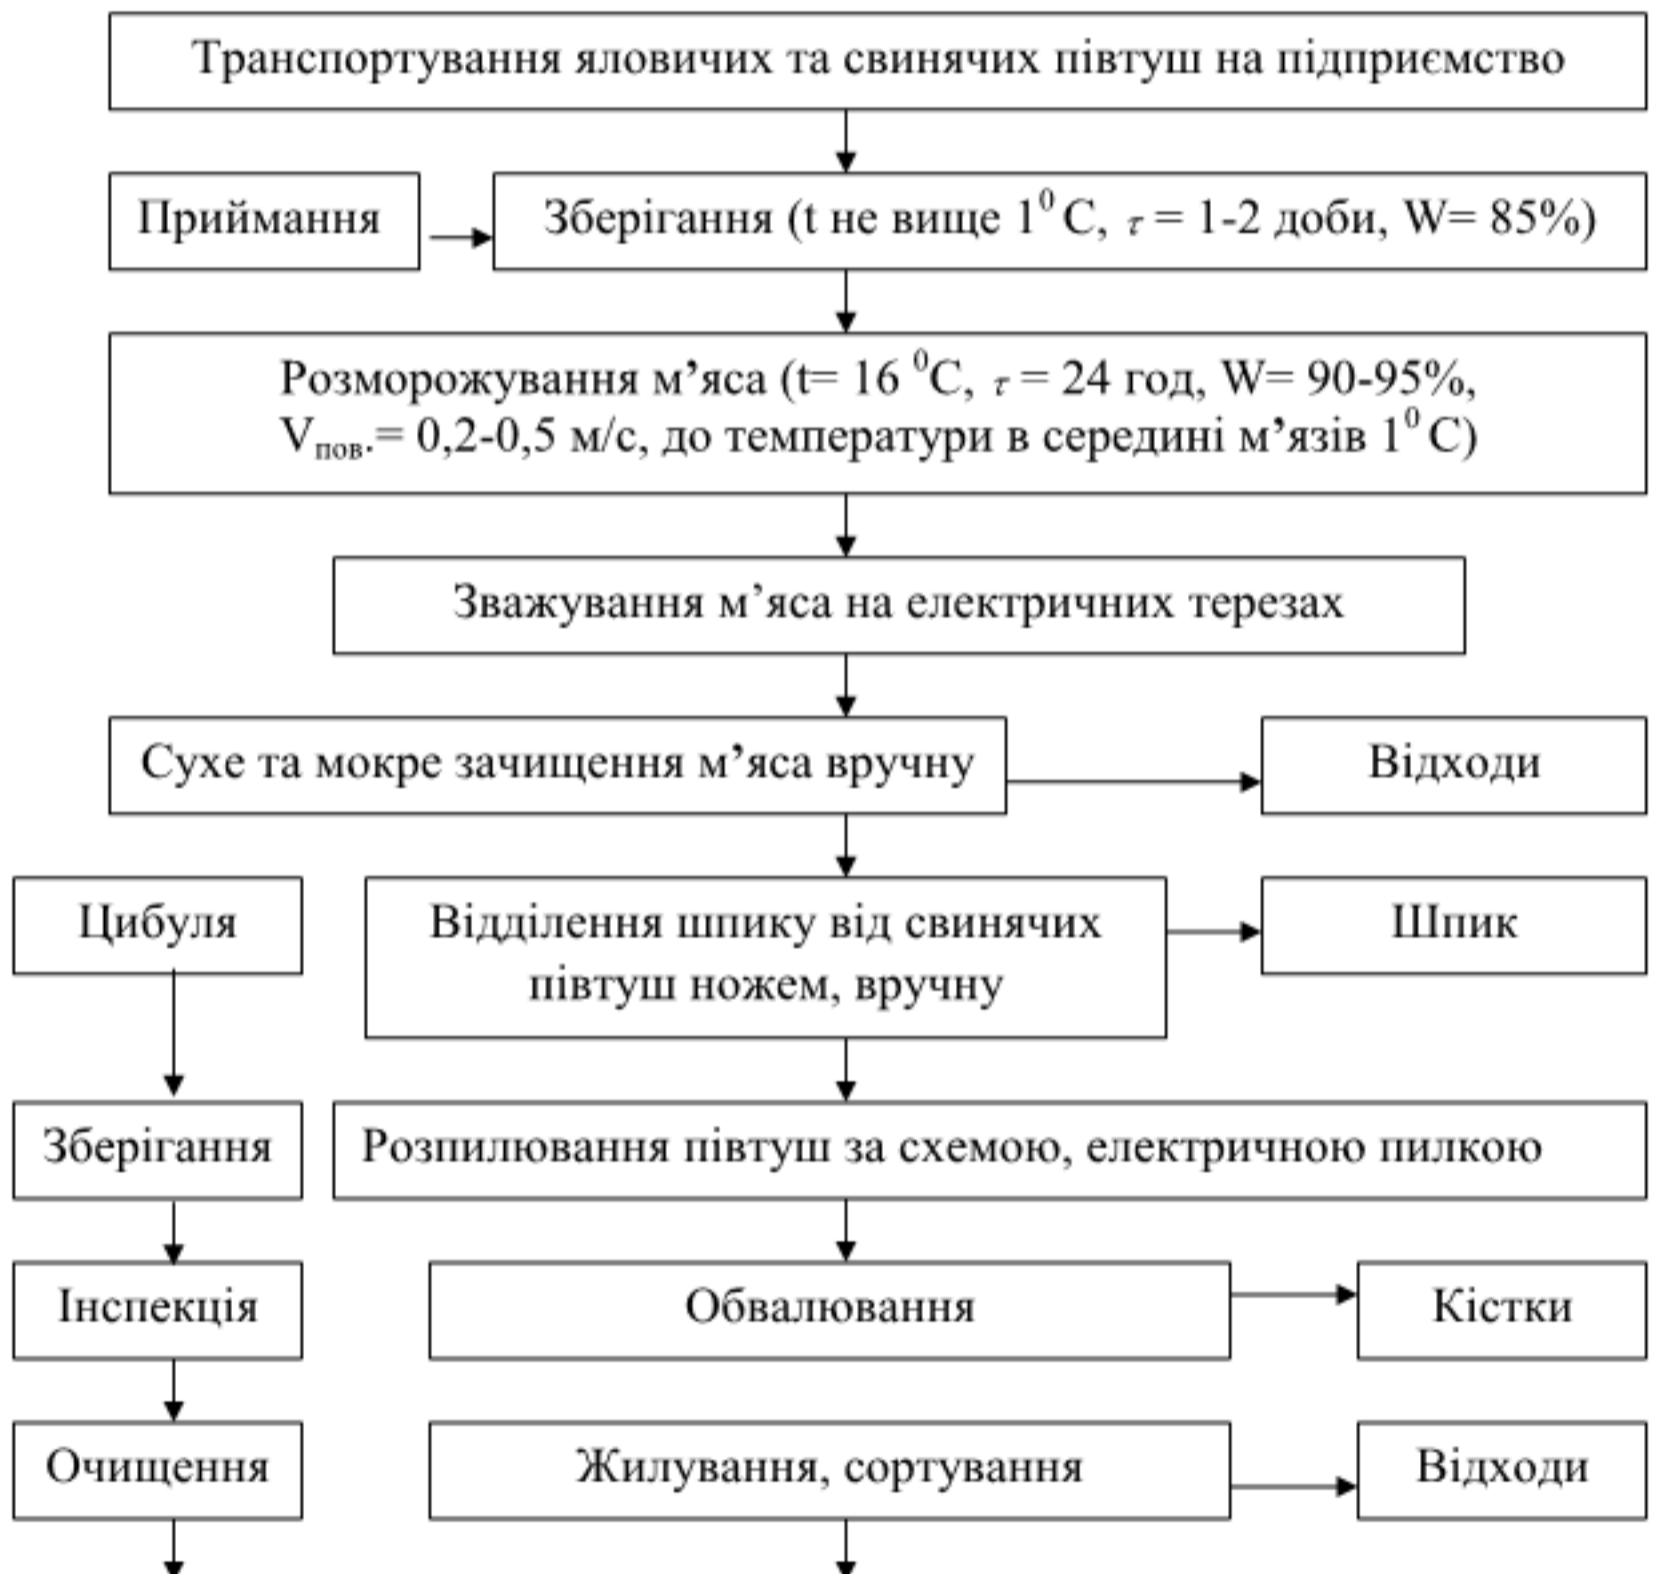 Транспортування яловичих та свинячих півтуш на підприємство
Приймання
Зберігання (t не вище 1⁰ С, τ = 1-2 доби, W= 85%)
Розморожування м’яса (t= 16 ⁰С, τ = 24 год, W= 90-95%,
Vпов.= 0,2-0,5 м/с, до температури в середині м’язів 1⁰ С)
Зважування м’яса на електричних терезах
Сухе та мокре зачищення м’яса вручну
Відходи
Цибуля
Відділення шпику від свинячих
півтуш ножем, вручну
Шпик
Зберігання
Розпилювання півтуш за схемою, електричною пилкою
Інспекція
Обвалювання
Кістки
Очищення
Жилування, сортування
Відходи